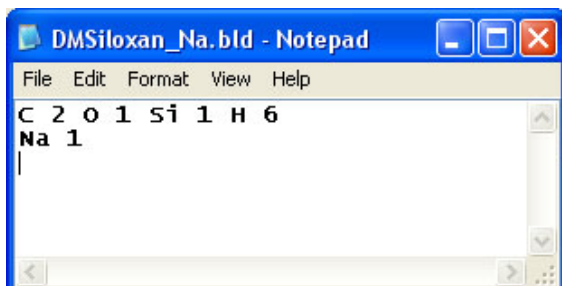 DMSiloxan_Na.bld - Notepad
File Edit Format View Help
C 2 O 1 Si 1 H 6
Na 1